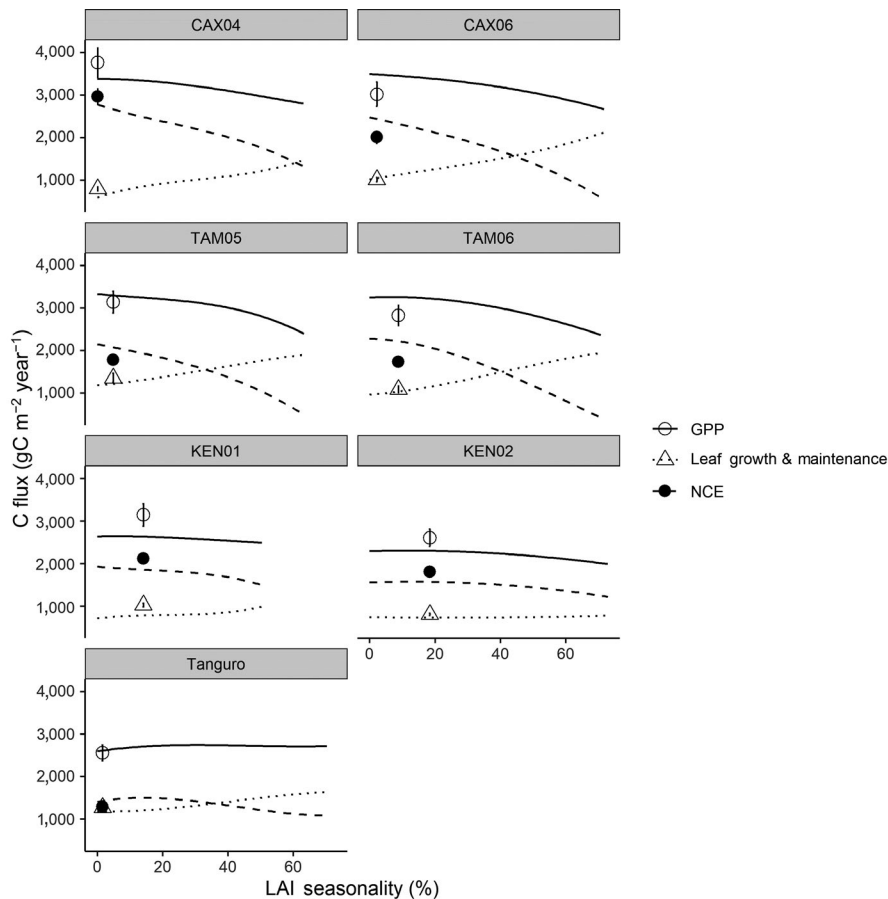 CAX04 CAX06
4,000
3,000
2,000
1,000
TAM05 TAM06
4,000
3,000
2,000
1,000
KEN01 KEN02
4,000
3,000
2,000
1,000
0 20 40 60
Tanguro
4,000
3,000
2,000
1,000
0 20 40 60
LAI seasonality (%)
C flux (gC m⁻² year⁻¹)
GPP
Leaf growth & maintenance
NCE